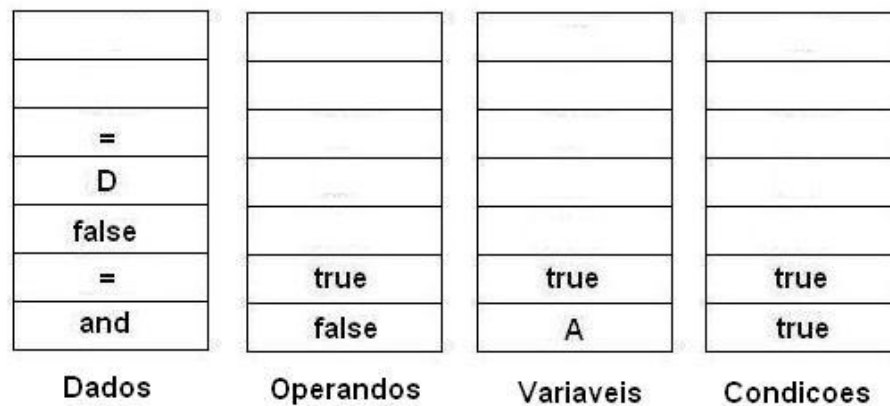 =
D
false
= true true true
and false A true
Dados Operandos Variaveis Condicoes